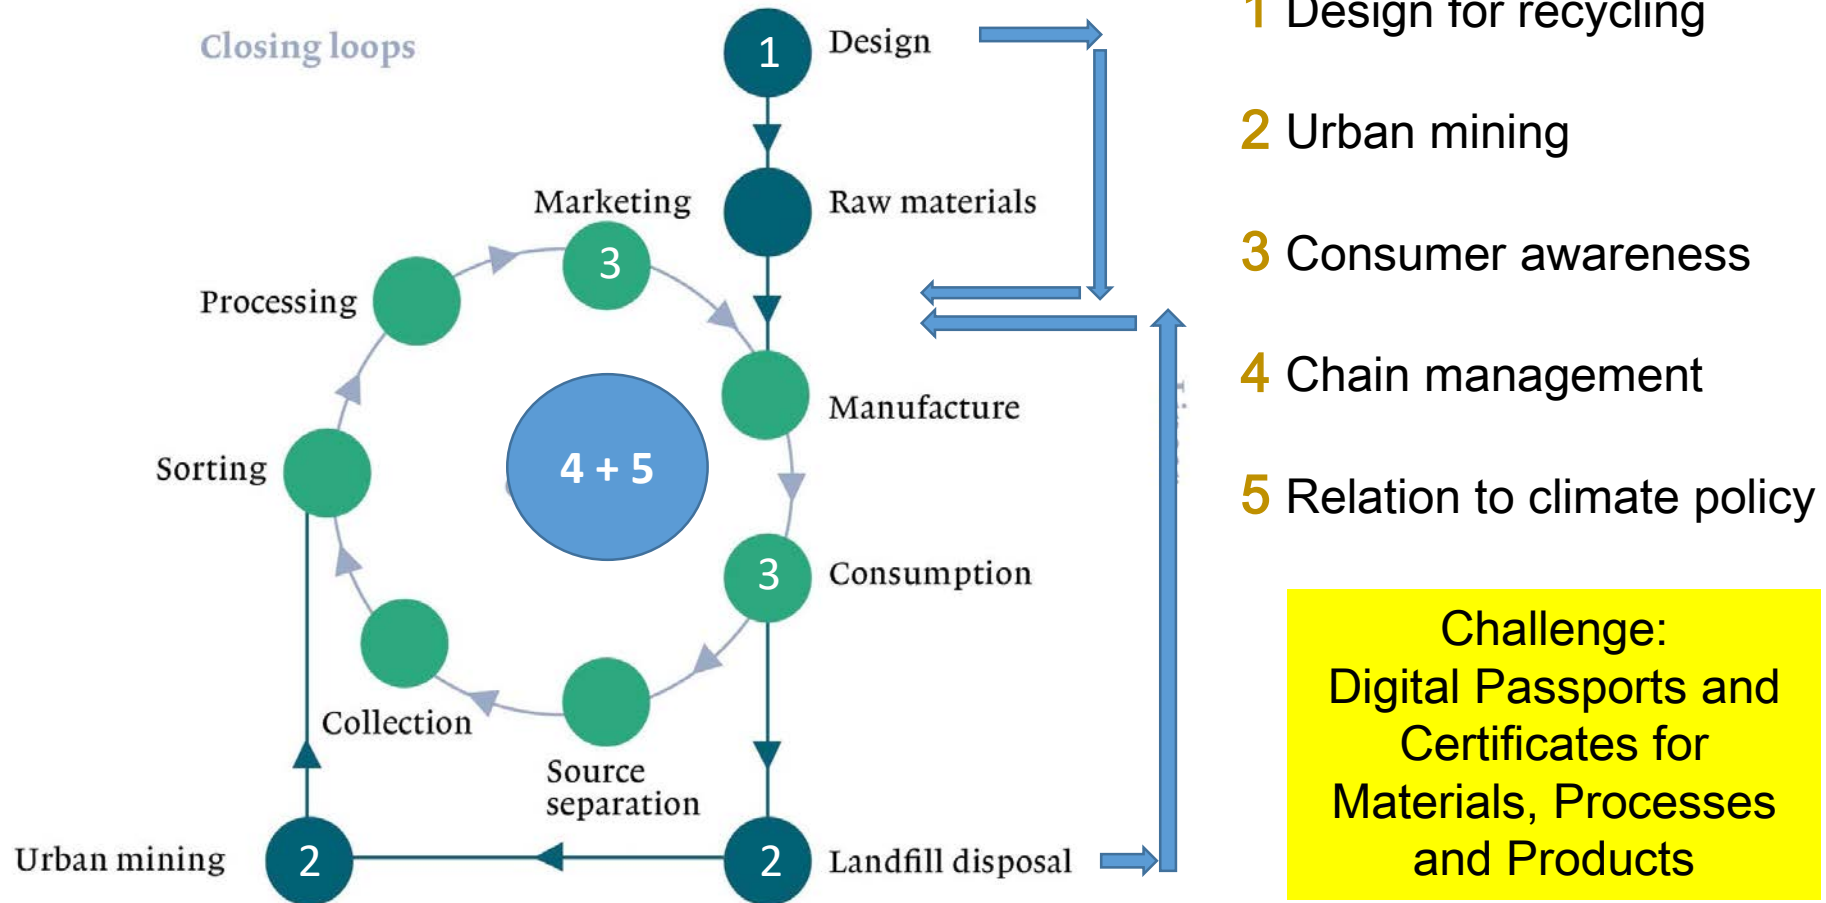 Closing loops
1
Design
Raw materials
Marketing
3
Processing
Manufacture
Sorting
4 + 5
3
Consumption
Collection
Source
separation
Urban mining
2
2
Landfill disposal
1 Design for recycling
2 Urban mining
3 Consumer awareness
4 Chain management
5 Relation to climate policy
Challenge:
Digital Passports and
Certificates for
Materials, Processes
and Products